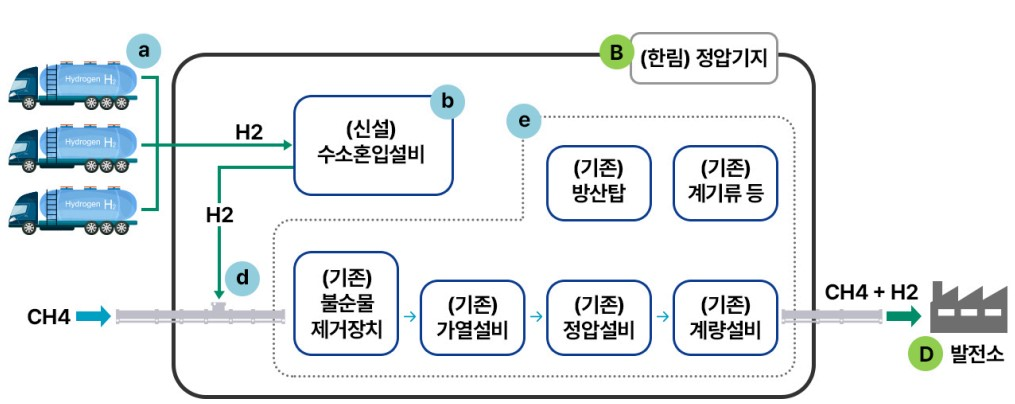 a
B
(한림) 정압기지
Hydrogen H₂
b
H2
(신설)
수소혼입설비
e
Hydrogen H₂
(기존)
방산탑
(기존)
계기류 등
Hydrogen H₂
H2
d
(기존)
불순물
제거장치
(기존)
가열설비
(기존)
정압설비
(기존)
계량설비
CH4 + H2
CH4
D 발전소